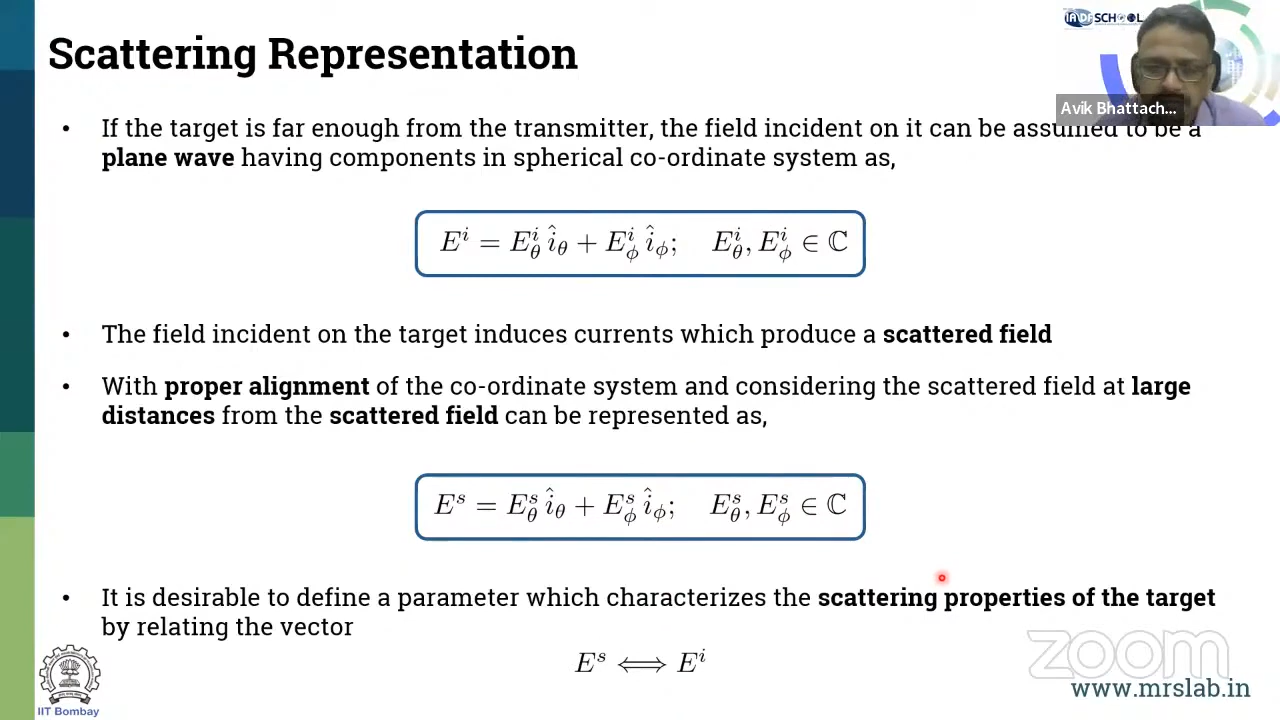 IADF SCHOOL
Scattering Representation
Avik Bhattach...
• If the target is far enough from the transmitter, the field incident on it can be assumed to be a
plane wave having components in spherical co-ordinate system as,
E^i = E^i_θ î_θ + E^i_ϕ î_ϕ; E^i_θ, E^i_ϕ ∈ ℂ
• The field incident on the target induces currents which produce a scattered field
• With proper alignment of the co-ordinate system and considering the scattered field at large
distances from the scattered field can be represented as,
E^s = E^s_θ î_θ + E^s_ϕ î_ϕ; E^s_θ, E^s_ϕ ∈ ℂ
• It is desirable to define a parameter which characterizes the scattering properties of the target
by relating the vector
E^s ⟺ E^i
zoom
www.mrslab.in
IIT Bombay